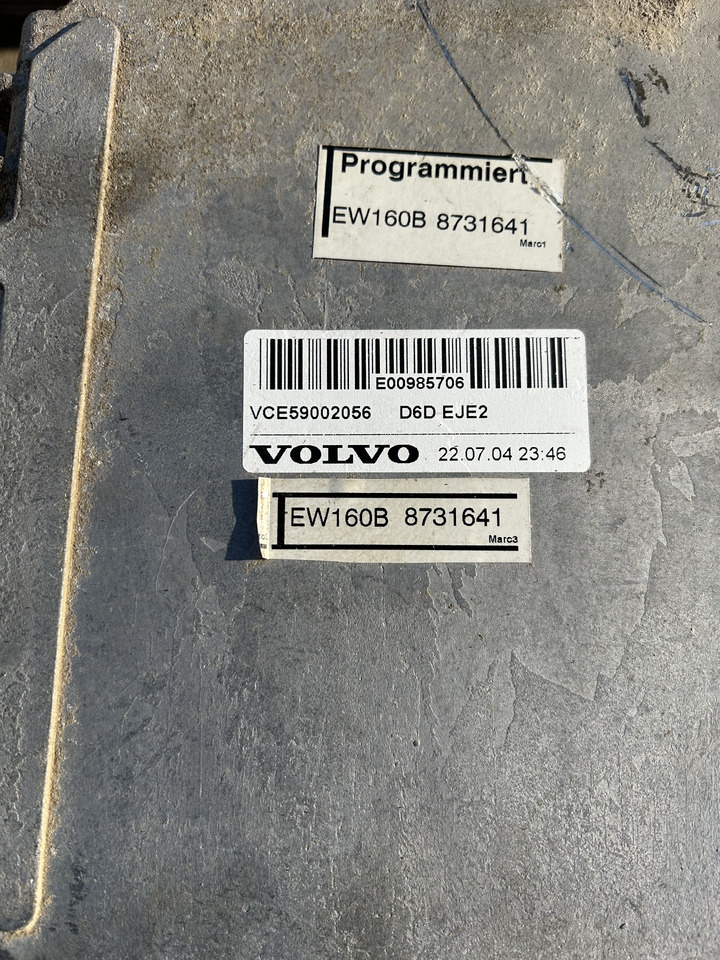 Programmiert
EW160B 8731641
Marc1
E00985706
VCE59002056 D6D EJE2
VOLVO 22.07.04 23:46
EW160B 8731641
Marc3